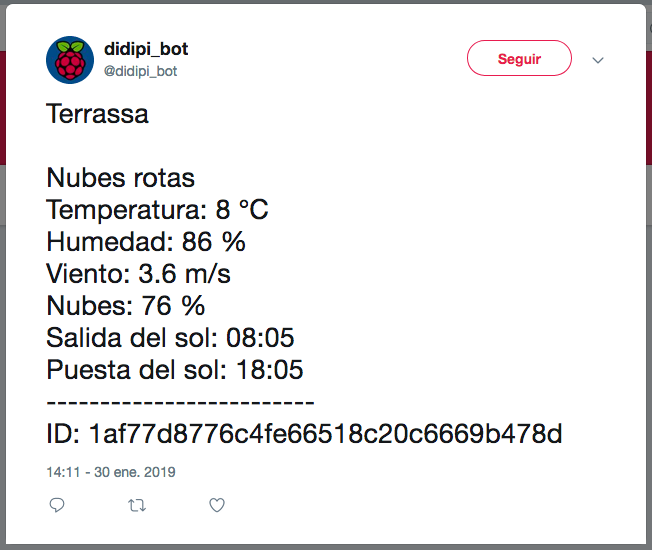 didipi_bot
@didipi_bot
Seguir
Terrassa
Nubes rotas
Temperatura: 8 °C
Humedad: 86 %
Viento: 3.6 m/s
Nubes: 76 %
Salida del sol: 08:05
Puesta del sol: 18:05
-------------------------
ID: 1af77d8776c4fe66518c20c6669b478d
14:11 - 30 ene. 2019